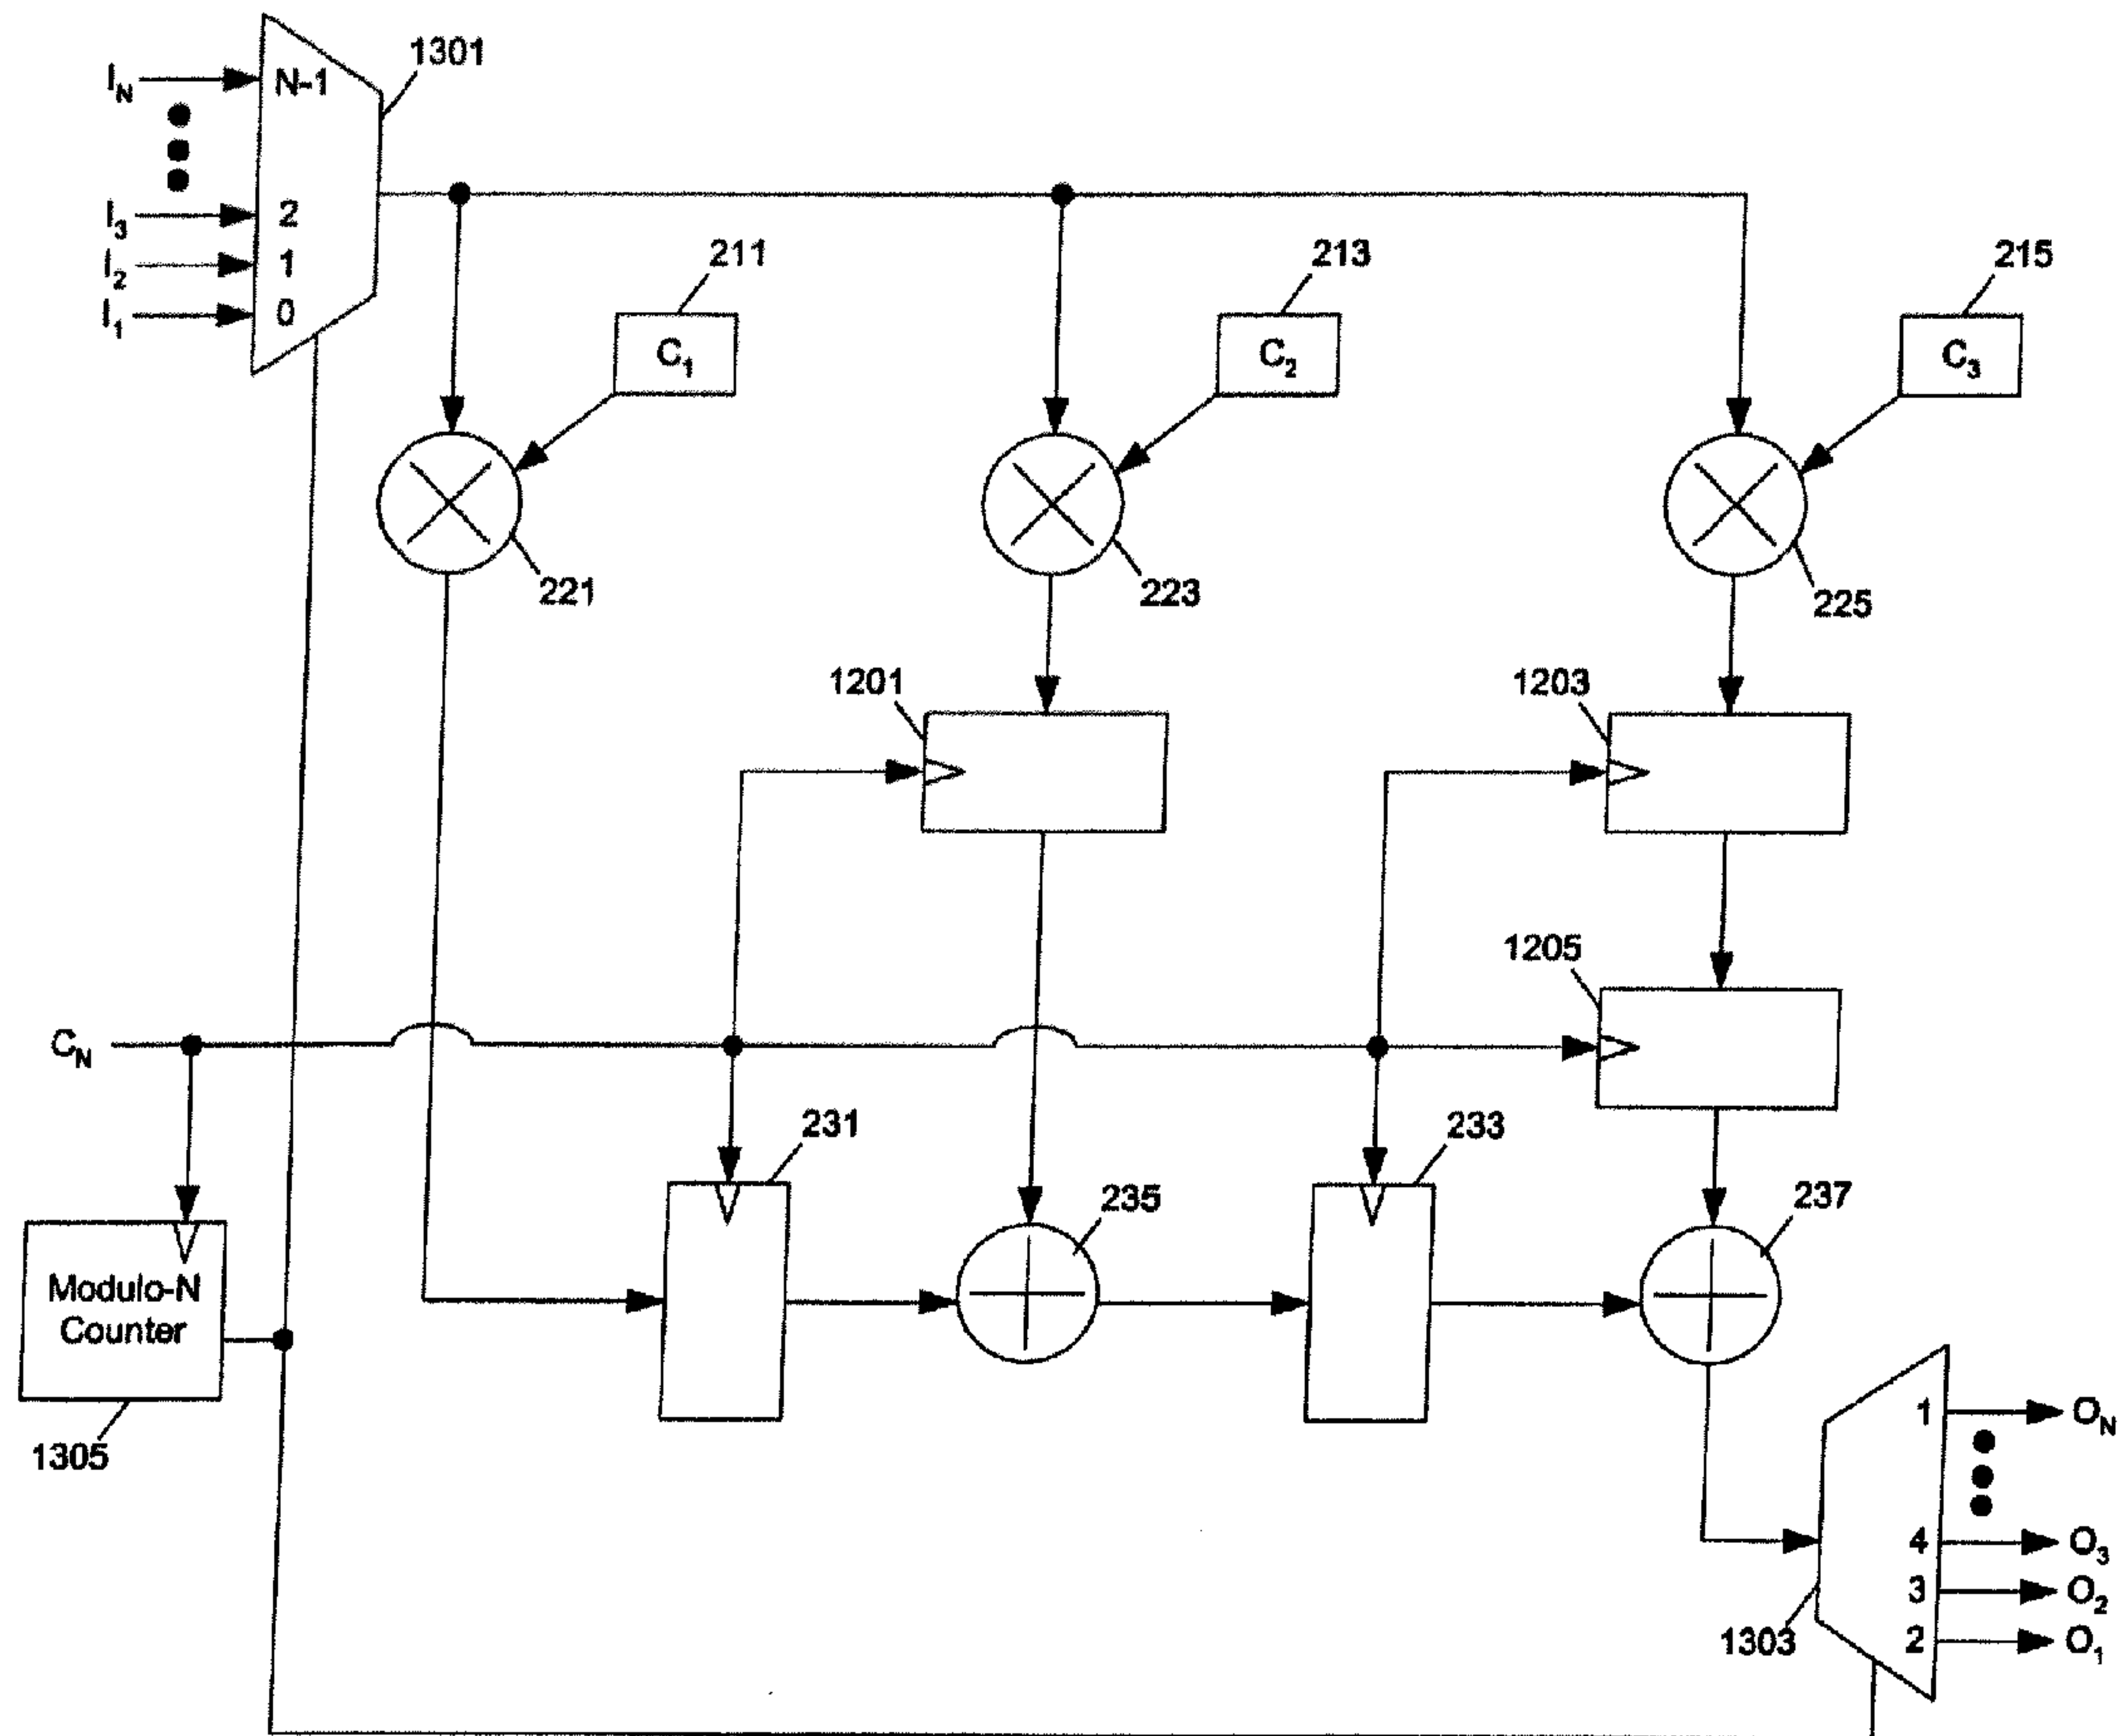 1301
I_N N-1
I_3 2
I_2 1
I_1 0
211
C_1
213
C_2
215
C_3
221
223
225
1201
1203
1205
C_N
231
233
235
237
Modulo-N
Counter
1305
1 O_N
4 O_3
3 O_2
2 O_1
1303